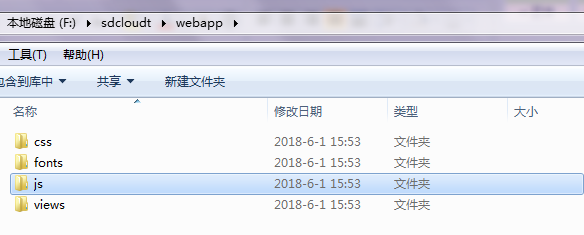 本地磁盘 (F:) ▸ sdcloudt ▸ webapp ▸
工具(T) 帮助(H)
包含到库中 共享 新建文件夹
名称 修改日期 类型 大小
css 2018-6-1 15:53 文件夹
fonts 2018-6-1 15:53 文件夹
js 2018-6-1 15:53 文件夹
views 2018-6-1 15:53 文件夹